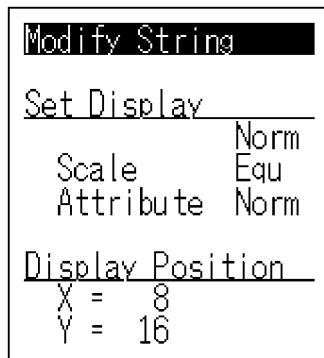 Modify String
Set Display
Norm
Scale Equ
Attribute Norm
Display Position
X = 8
Y = 16